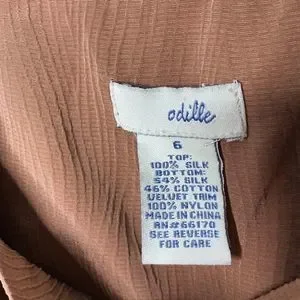 odille
6
TOP:
100% SILK
BOTTOM:
54% SILK
46% COTTON
VELVET TRIM
100% NYLON
MADE IN CHINA
RN#66170
SEE REVERSE
FOR CARE